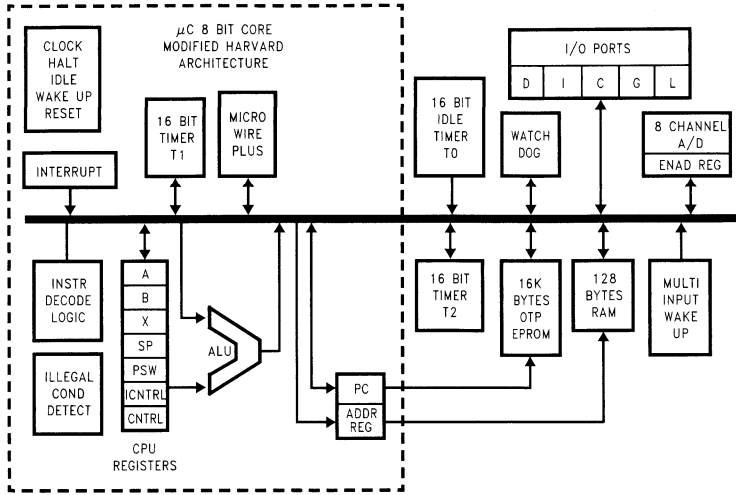 μC 8 BIT CORE
MODIFIED HARVARD
ARCHITECTURE
CLOCK
HALT
IDLE
WAKE UP
RESET
INTERRUPT
16 BIT
TIMER
T1
MICRO
WIRE
PLUS
16 BIT
IDLE
TIMER
T0
WATCH
DOG
I/O PORTS
D I C G L
8 CHANNEL
A/D
ENAD REG
INSTR
DECODE
LOGIC
ILLEGAL
COND
DETECT
A
B
X
SP
PSW
ICNTRL
CNTRL
CPU
REGISTERS
ALU
PC
ADDR
REG
16 BIT
TIMER
T2
16K
BYTES
OTP
EPROM
128
BYTES
RAM
MULTI
INPUT
WAKE
UP